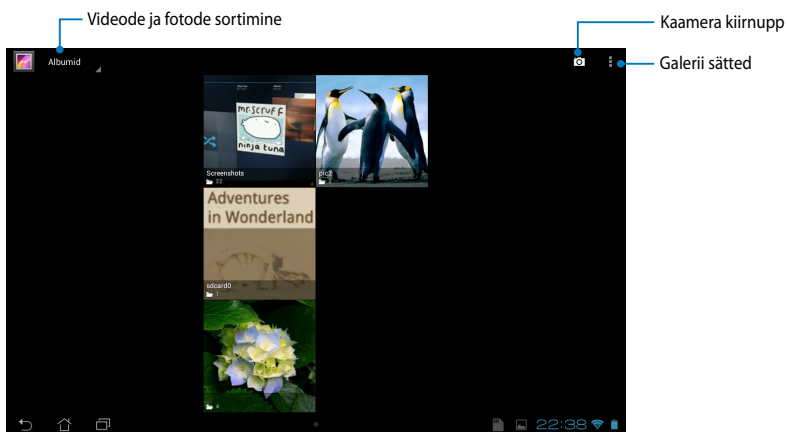 Videode ja fotode sortimine
Kaamera kiirnupp
Albumid
Galerii sätted
mr.scruff
ninja tuna
Screenshots
22
pic2
Adventures
in Wonderland
sdcard0
1
4
22:38